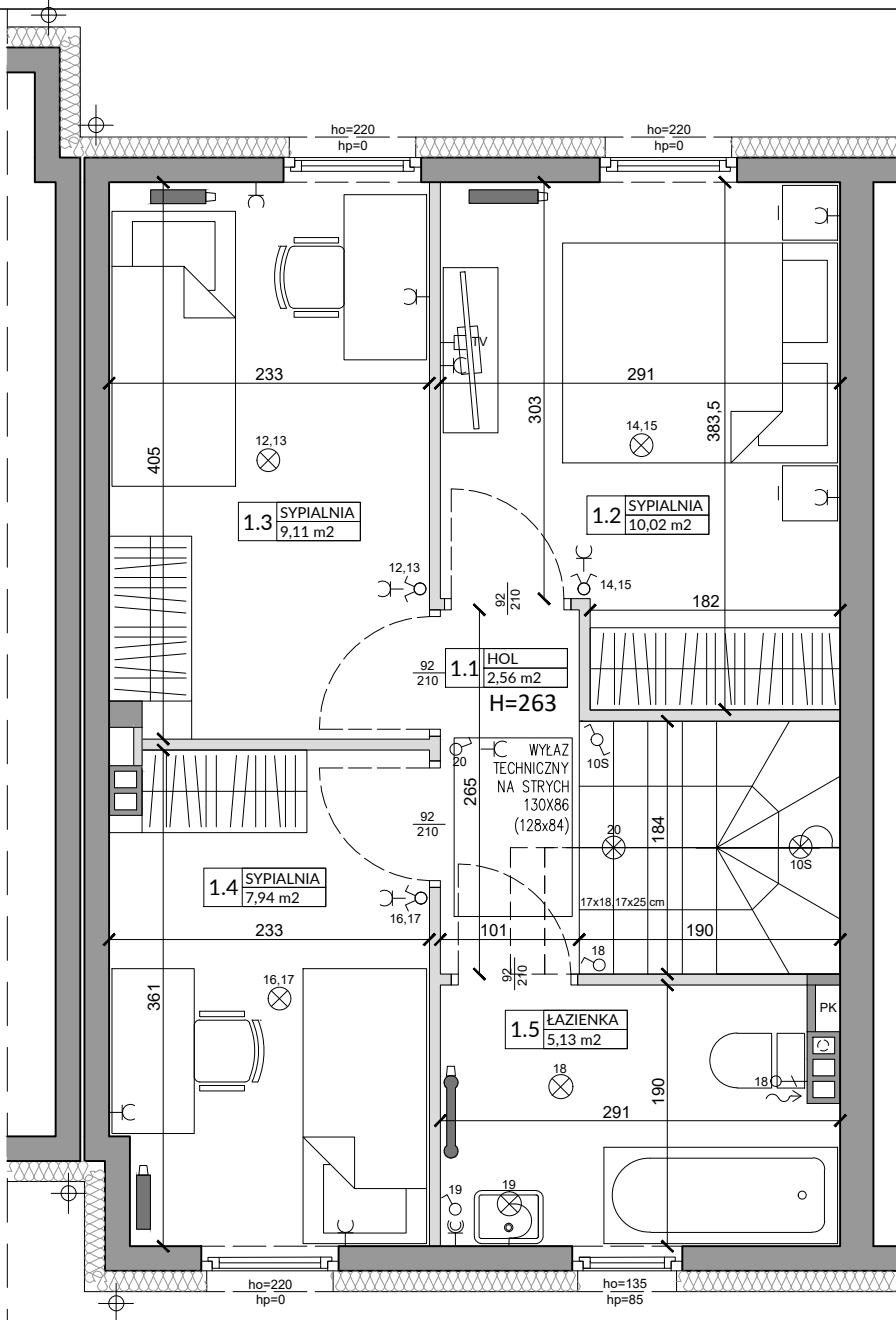 ho=220
hp=0
ho=220
hp=0
TV
233
291
303
383,5
405
12,13
14,15
1.3 SYPIALNIA
9,11 m2
1.2 SYPIALNIA
10,02 m2
12,13
14,15
92
210
182
92
210
1.1 HOL
2,56 m2
H=263
20
10S
WYŁAZ
TECHNICZNY
NA STRYCH
130X86
(128x84)
265
184
92
210
20
10S
1.4 SYPIALNIA
7,94 m2
16,17
17x18,17x25 cm
233
101
190
18
92
210
361
16,17
PK
1.5 ŁAZIENKA
5,13 m2
18
18
190
291
19
19
ho=220
hp=0
ho=135
hp=85